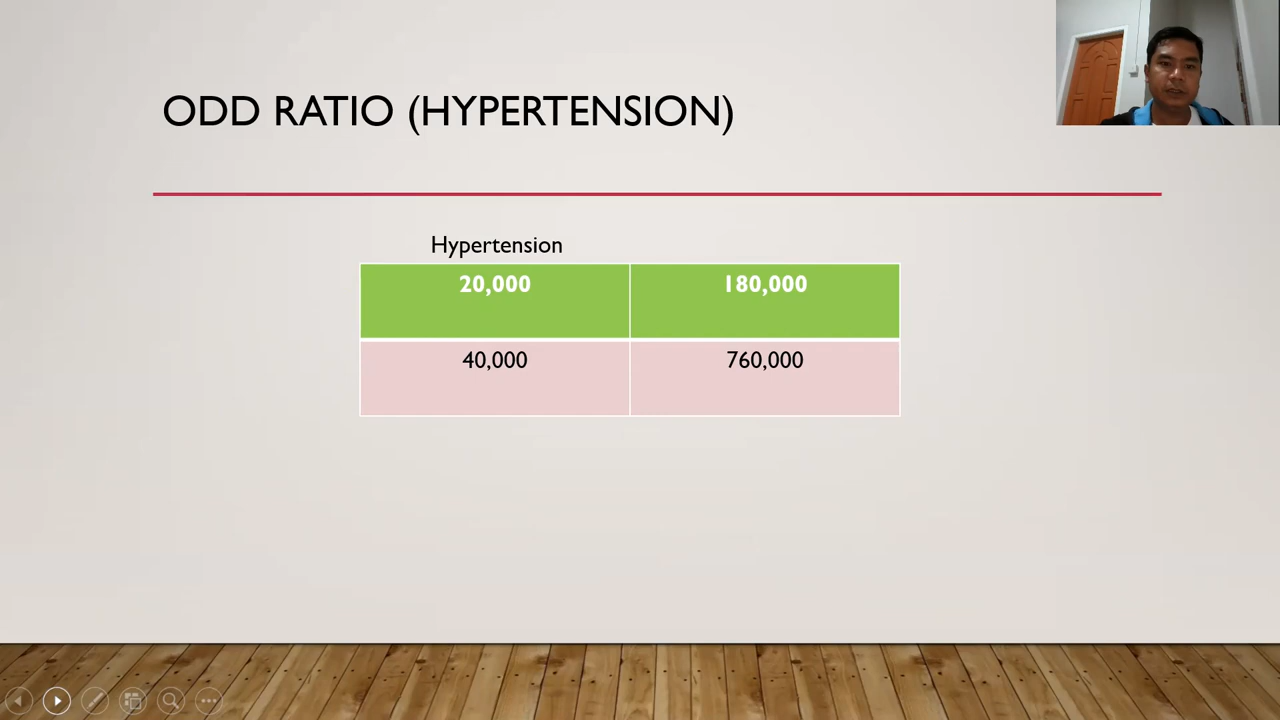 ODD RATIO (HYPERTENSION)
Hypertension
20,000 180,000
40,000 760,000